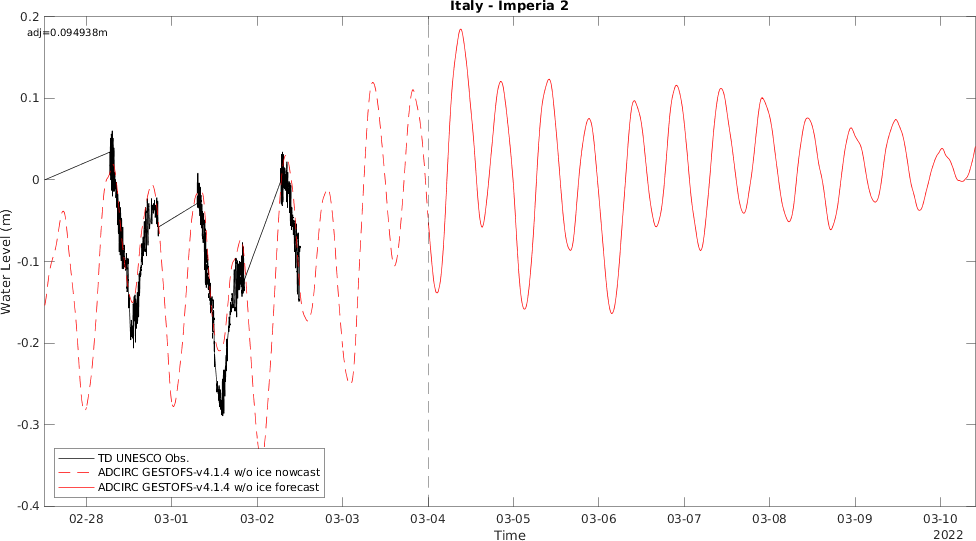 Italy - Imperia 2
adj=0.094938m
0.2
0.1
0
-0.1
-0.2
-0.3
-0.4
Water Level (m)
TD UNESCO Obs.
ADCIRC GESTOFS-v4.1.4 w/o ice nowcast
ADCIRC GESTOFS-v4.1.4 w/o ice forecast
02-28 03-01 03-02 03-03 03-04 03-05 03-06 03-07 03-08 03-09 03-10
Time
2022